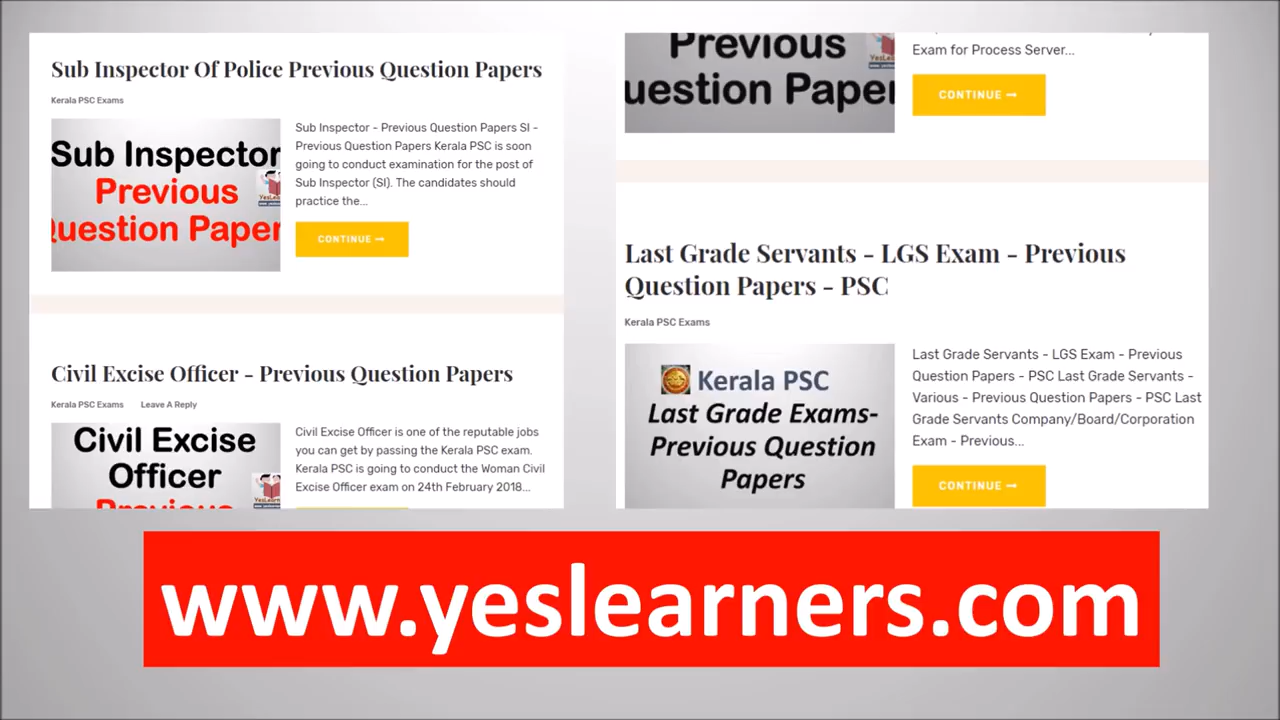 Sub Inspector Of Police Previous Question Papers
Kerala PSC Exams
Sub Inspector
Previous
Question Paper
Sub Inspector - Previous Question Papers SI -
Previous Question Papers Kerala PSC is soon
going to conduct examination for the post of
Sub Inspector (SI). The candidates should
practice the...
CONTINUE
Civil Excise Officer - Previous Question Papers
Kerala PSC Exams Leave A Reply
Civil Excise
Officer
Previous
YesLearn
Civil Excise Officer is one of the reputable jobs
you can get by passing the Kerala PSC exam.
Kerala PSC is going to conduct the Woman Civil
Excise Officer exam on 24th February 2018...
Previous
uestion Paper
Exam for Process Server...
CONTINUE
Last Grade Servants - LGS Exam - Previous
Question Papers - PSC
Kerala PSC Exams
Kerala PSC
Last Grade Exams-
Previous Question
Papers
Last Grade Servants - LGS Exam - Previous
Question Papers - PSC Last Grade Servants -
Various - Previous Question Papers - PSC Last
Grade Servants Company/Board/Corporation
Exam - Previous...
CONTINUE
www.yeslearners.com